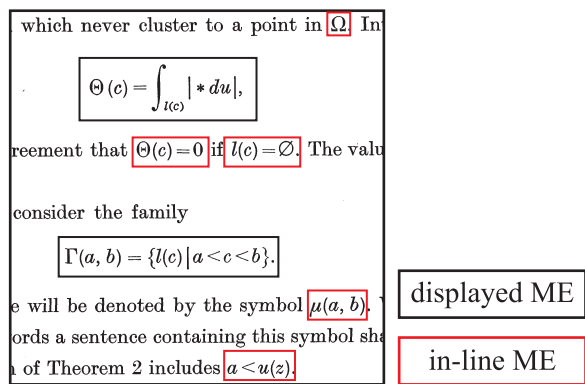 which never cluster to a point in Ω. In
Θ(c) = ∫_{l(c)} | * du |,
reement that Θ(c) = 0 if l(c) = ∅. The valu
consider the family
Γ(a, b) = {l(c) | a < c < b}.
e will be denoted by the symbol μ(a, b).
ords a sentence containing this symbol sha
of Theorem 2 includes a < u(z).
displayed ME
in-line ME